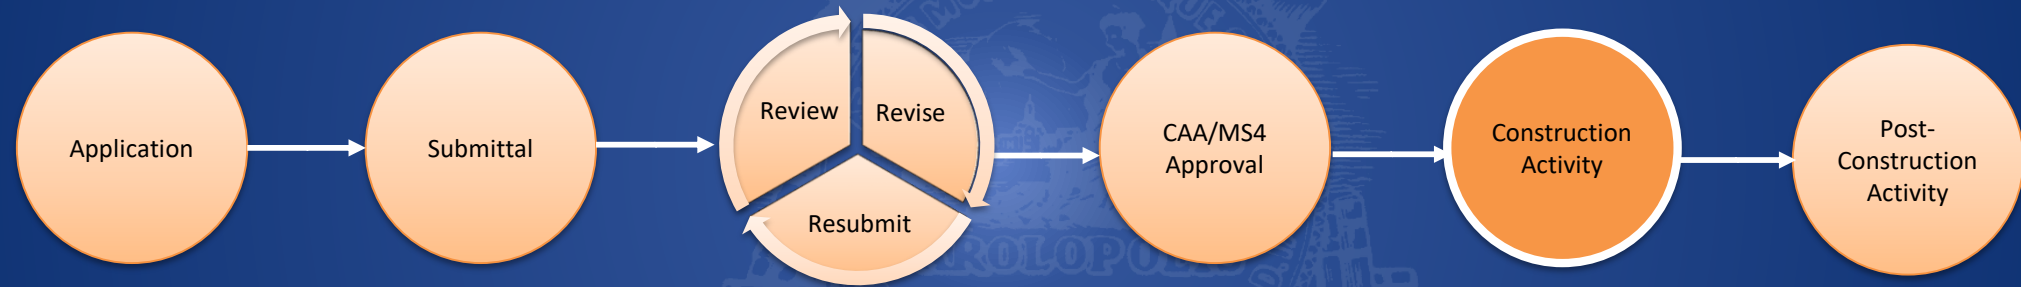 Application
Submittal
Review
Revise
Resubmit
CAA/MS4
Approval
Construction
Activity
Post-
Construction
Activity